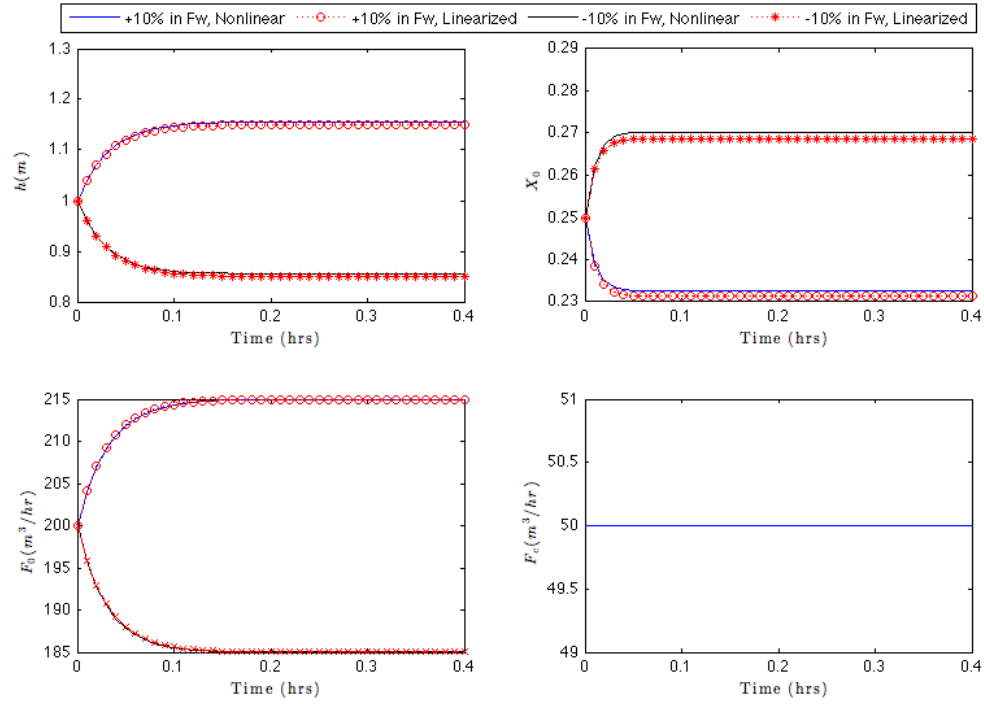 +10% in Fw, Nonlinear +10% in Fw, Linearized -10% in Fw, Nonlinear -10% in Fw, Linearized
1.3
1.2
1.1
1
0.9
0.8
h(m)
0 0.1 0.2 0.3 0.4
Time (hrs)
0.29
0.28
0.27
0.26
0.25
0.24
0.23
X₀
0 0.1 0.2 0.3 0.4
Time (hrs)
215
210
205
200
195
190
185
F₀(m³/hr)
0 0.1 0.2 0.3 0.4
Time (hrs)
51
50.5
50
49.5
49
F_c(m³/hr)
0 0.1 0.2 0.3 0.4
Time (hrs)